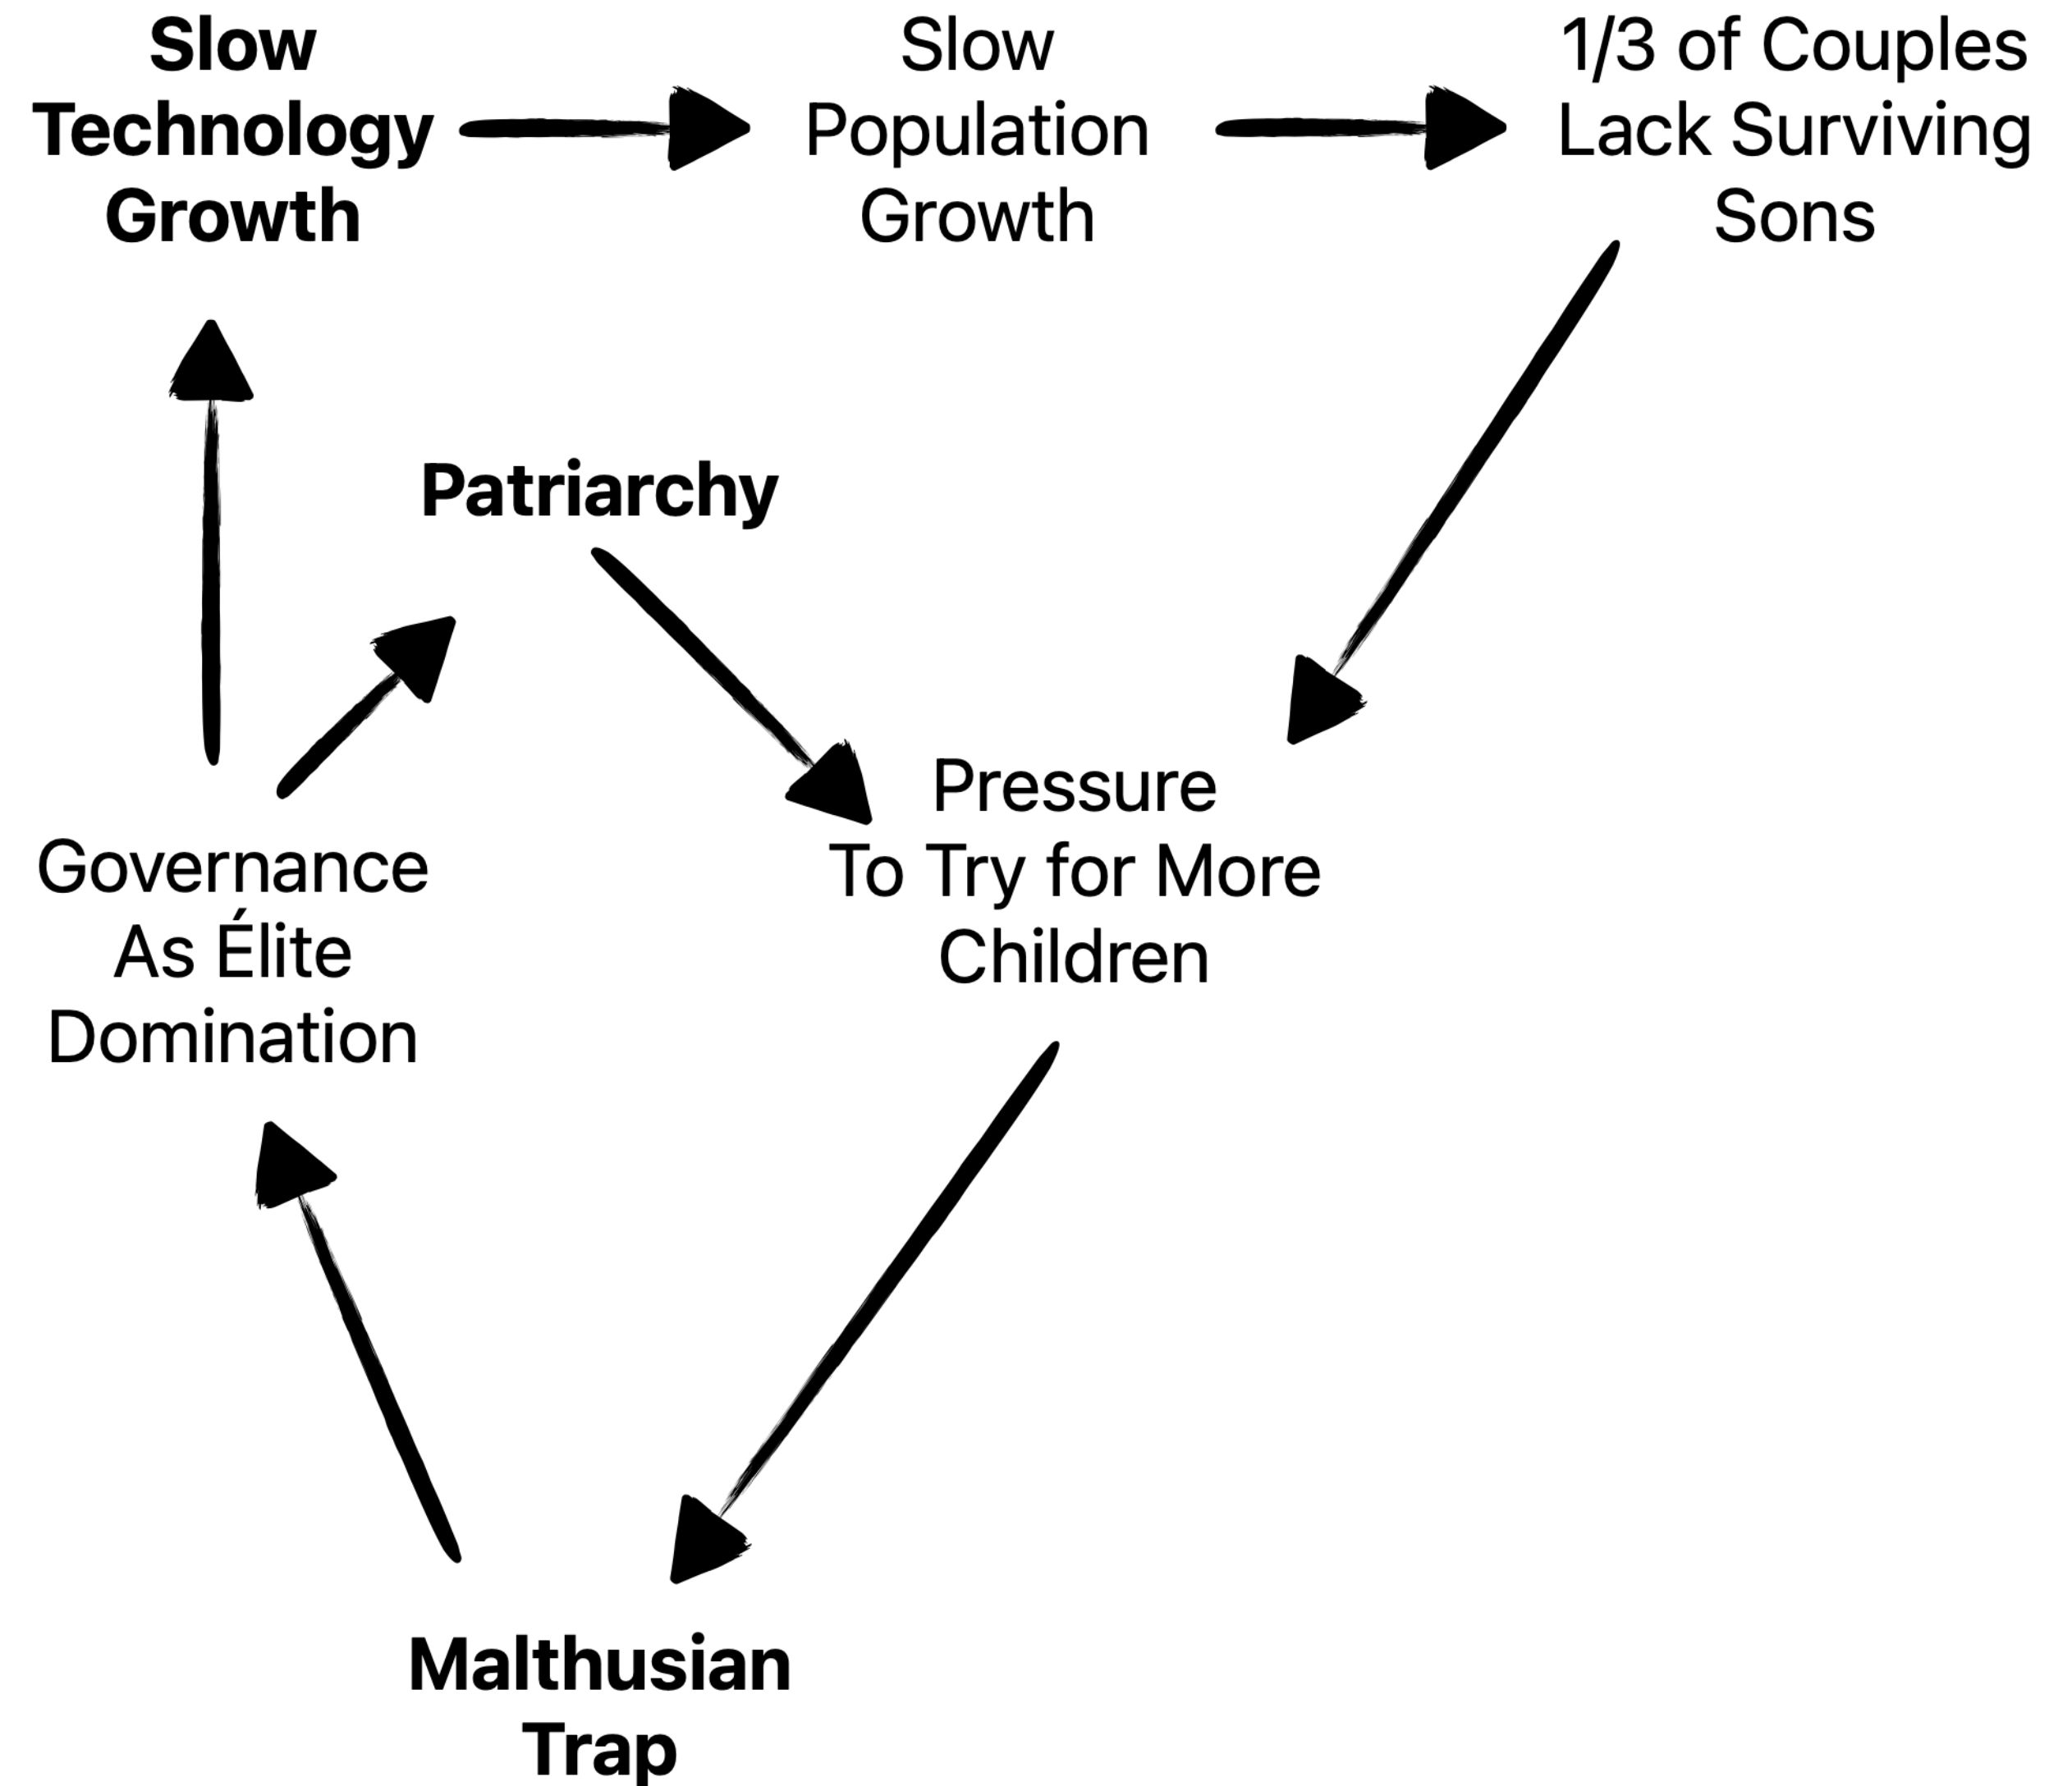 Slow
Technology
Growth
Slow
Population
Growth
1/3 of Couples
Lack Surviving
Sons
Patriarchy
Pressure
To Try for More
Children
Governance
As Élite
Domination
Malthusian
Trap